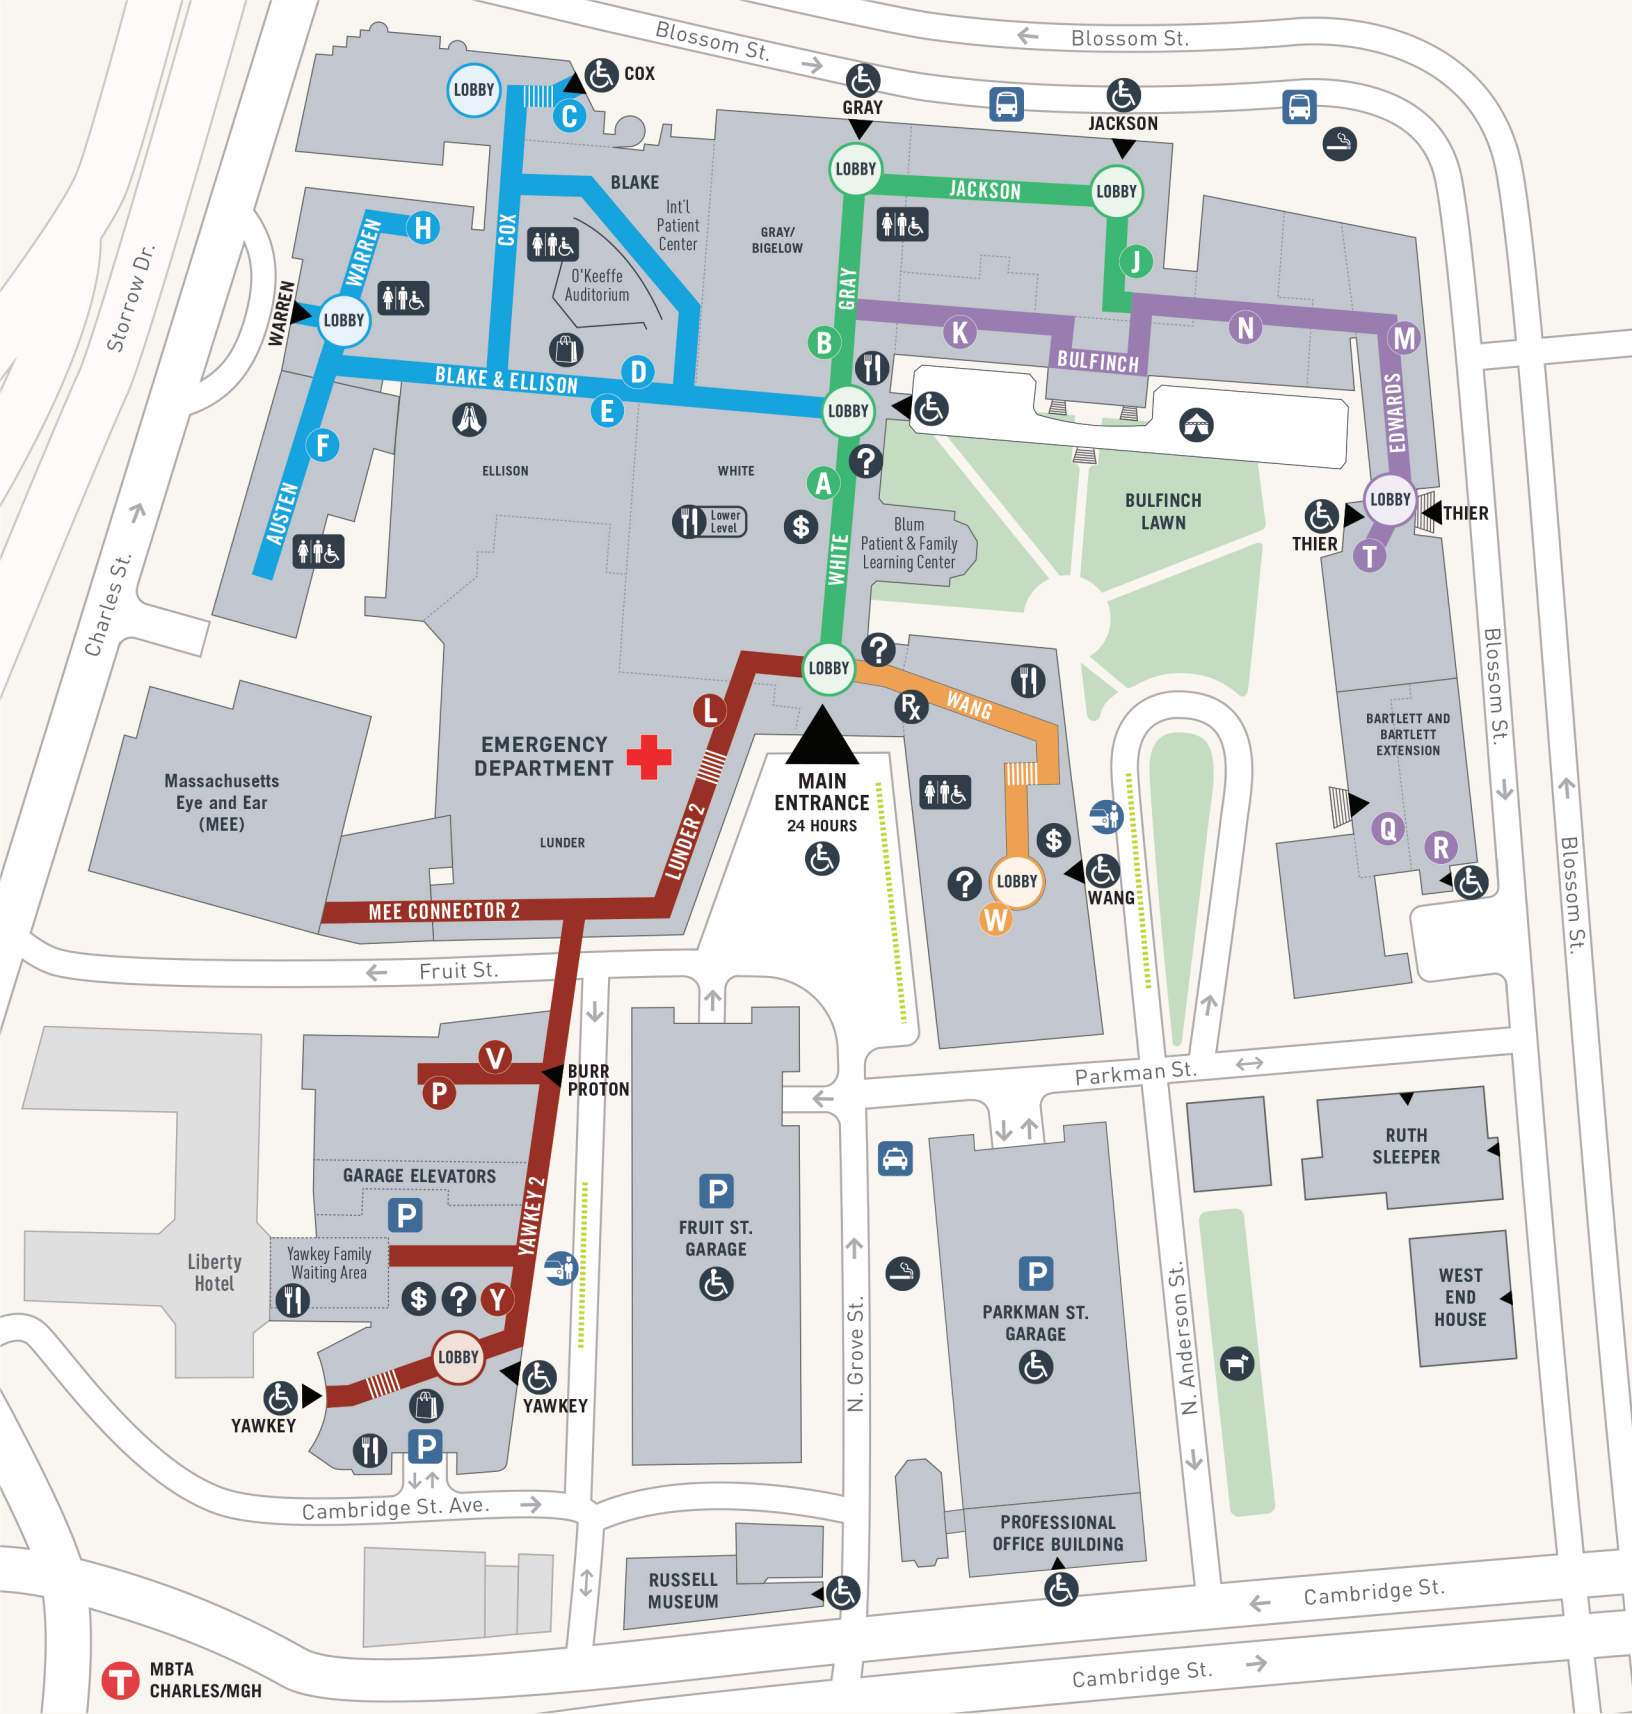 Blossom St.
Blossom St.
COX
LOBBY
C
GRAY
JACKSON
LOBBY
JACKSON
LOBBY
BLAKE
Int'l
Patient
Center
COX
H
WARREN
GRAY/
BIGELOW
O'Keeffe
Auditorium
J
GRAY
Storrow Dr.
WARREN
LOBBY
B
K
N
M
BULFINCH
BLAKE & ELLISON
D
E
LOBBY
EDWARDS
F
ELLISON
WHITE
?
A
Lower
Level
$
BULFINCH
LAWN
LOBBY
THIER
THIER
T
AUSTEN
Blum
Patient & Family
Learning Center
WHITE
Charles St.
LOBBY
?
WANG
Rx
L
Blossom St.
BARTLETT AND
BARTLETT
EXTENSION
EMERGENCY
DEPARTMENT
Massachusetts
Eye and Ear
(MEE)
MAIN
ENTRANCE
24 HOURS
LUNDER
LUNDER 2
$
?
LOBBY
WANG
W
Q
R
Blossom St.
MEE CONNECTOR 2
Fruit St.
V
P
BURR
PROTON
Parkman St.
GARAGE ELEVATORS
P
YAWKEY 2
Yawkey Family
Waiting Area
Liberty
Hotel
$
?
Y
LOBBY
YAWKEY
YAWKEY
P
P
FRUIT ST.
GARAGE
P
PARKMAN ST.
GARAGE
N. Grove St.
N. Anderson St.
RUTH
SLEEPER
WEST
END
HOUSE
Cambridge St. Ave.
PROFESSIONAL
OFFICE BUILDING
RUSSELL
MUSEUM
Cambridge St.
Cambridge St.
T
MBTA
CHARLES/MGH